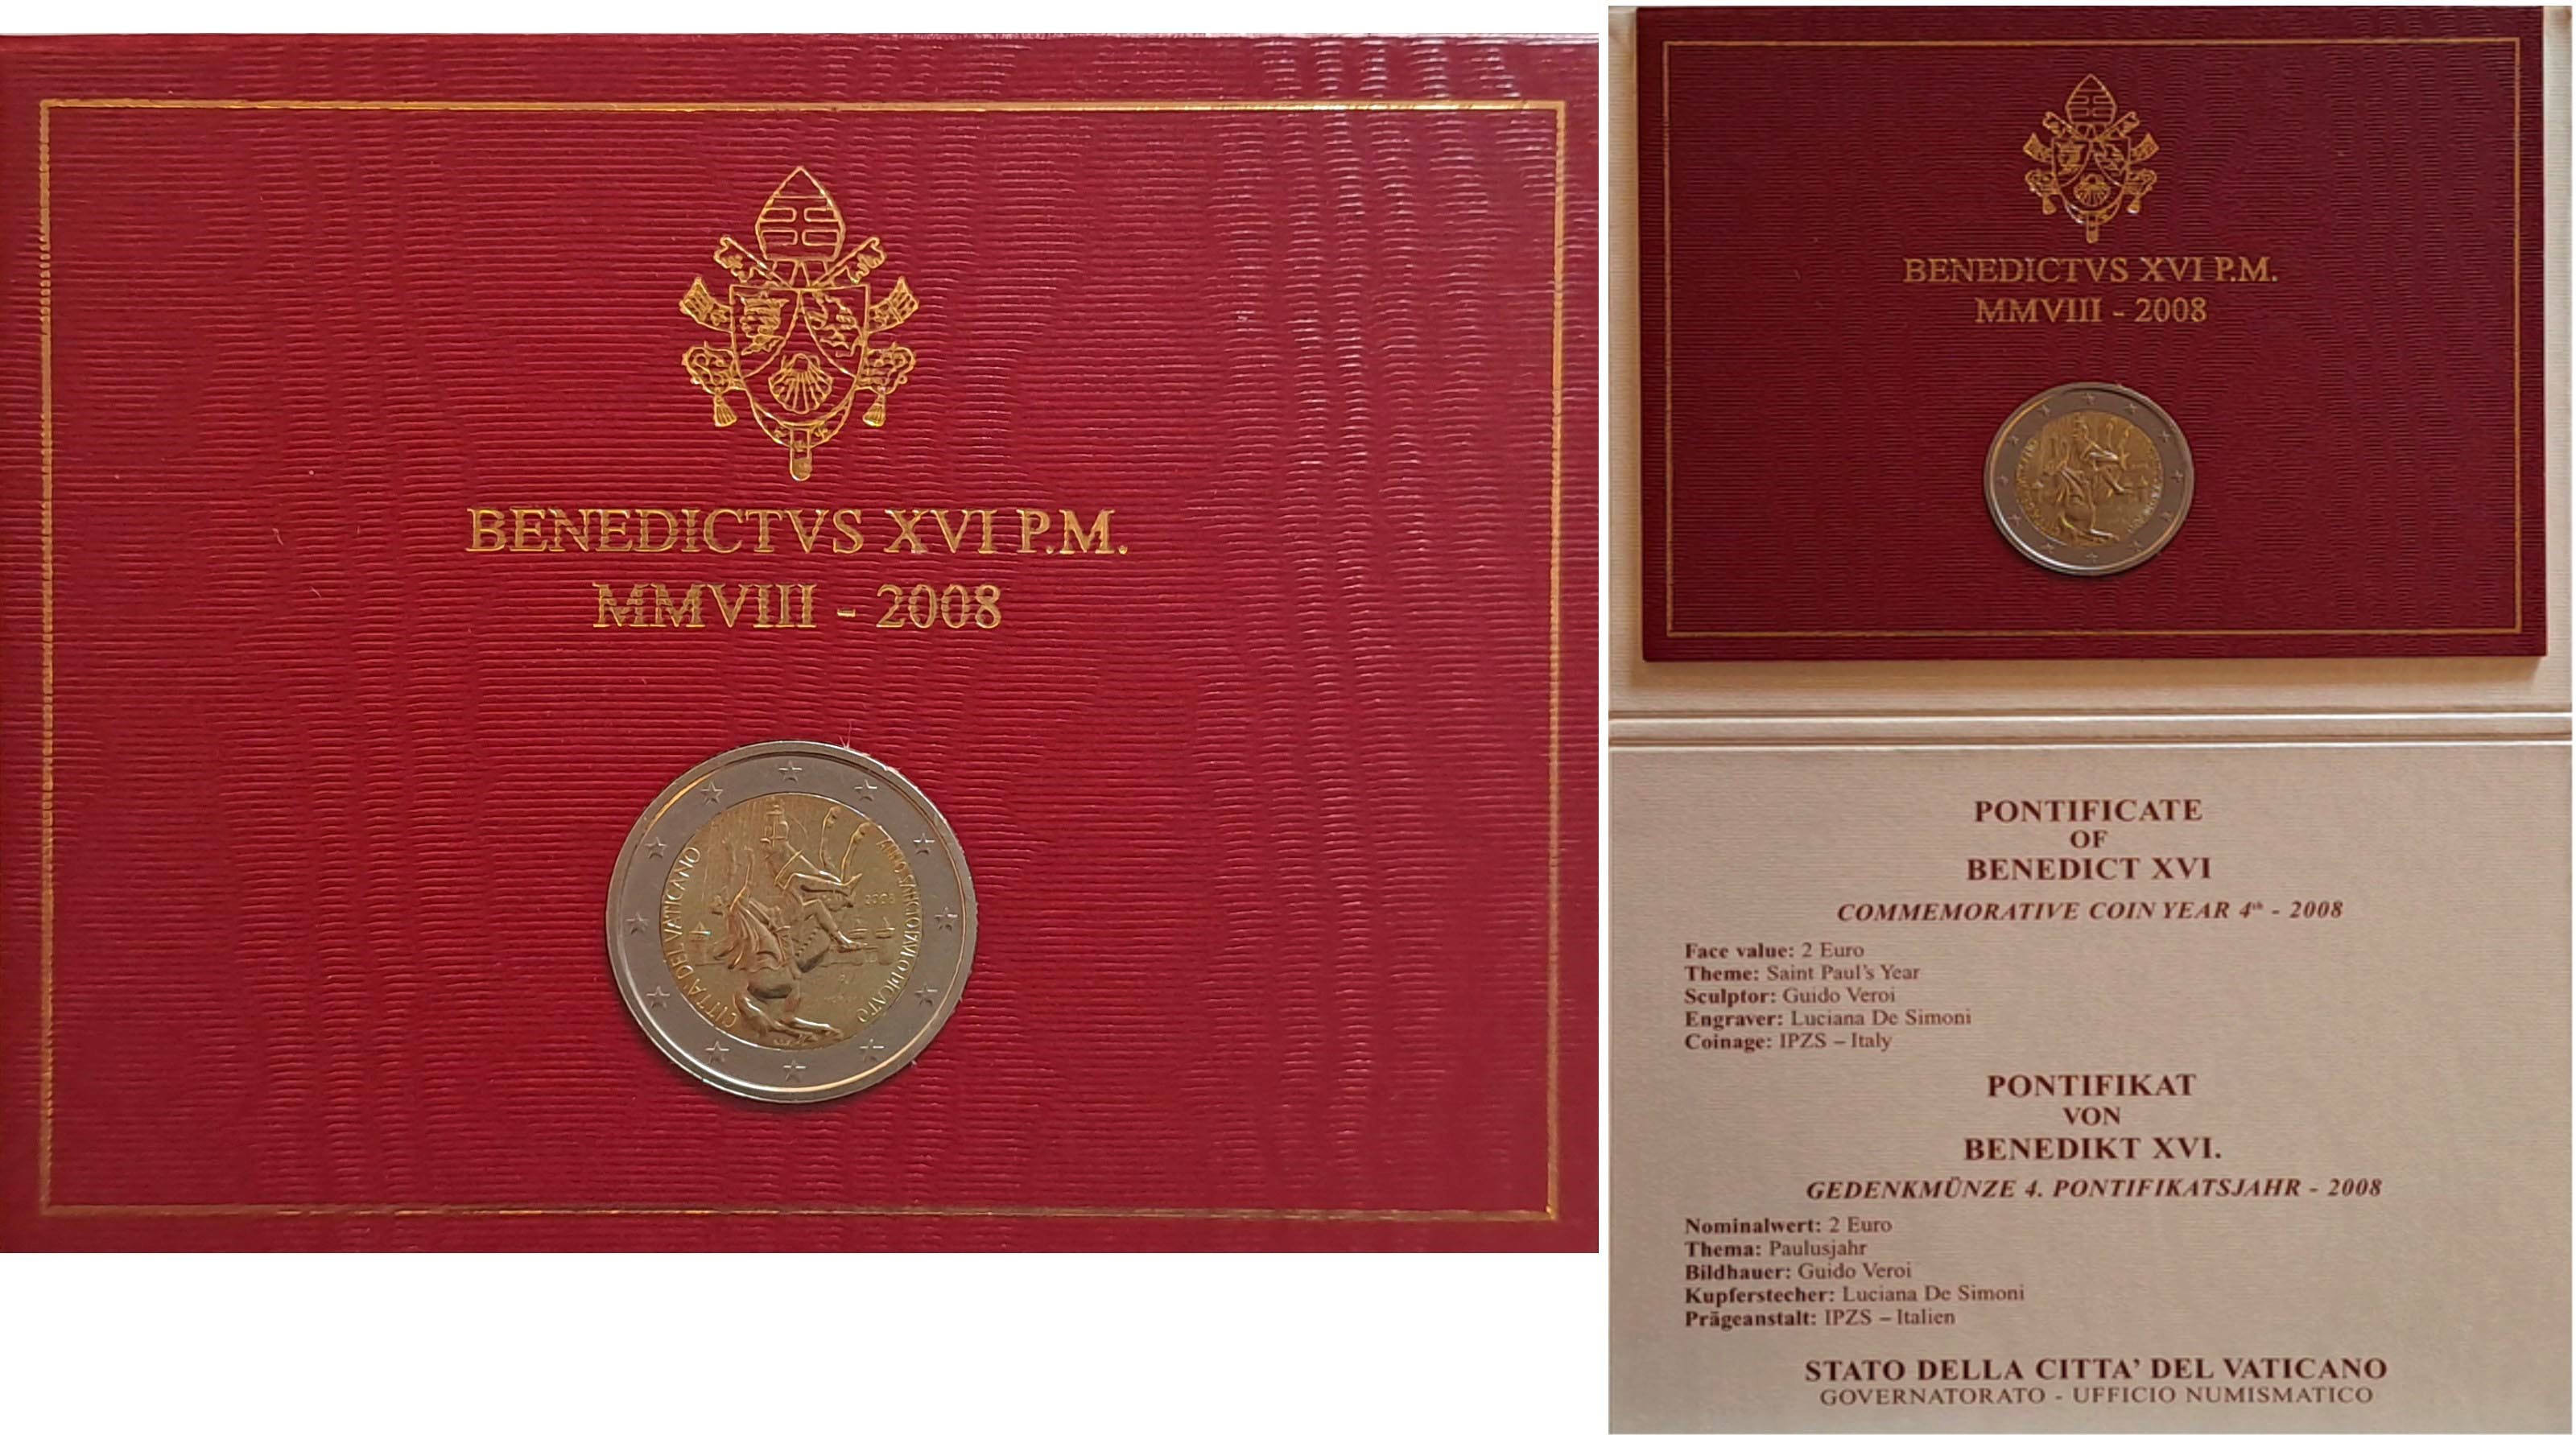 BENEDICTVS XVI P.M.
MMVIII - 2008
CITTA' DEL VATICANO
ANNO SANCTO PAULO DICATO
2008
BENEDICTVS XVI P.M.
MMVIII - 2008
PONTIFICATE
OF
BENEDICT XVI
COMMEMORATIVE COIN YEAR 4th - 2008
Face value: 2 Euro
Theme: Saint Paul's Year
Sculptor: Guido Veroi
Engraver: Luciana De Simoni
Coinage: IPZS – Italy
PONTIFIKAT
VON
BENEDIKT XVI.
GEDENKMÜNZE 4. PONTIFIKATSJAHR - 2008
Nominalwert: 2 Euro
Thema: Paulusjahr
Bildhauer: Guido Veroi
Kupferstecher: Luciana De Simoni
Prägeanstalt: IPZS – Italien
STATO DELLA CITTA' DEL VATICANO
GOVERNATORATO - UFFICIO NUMISMATICO